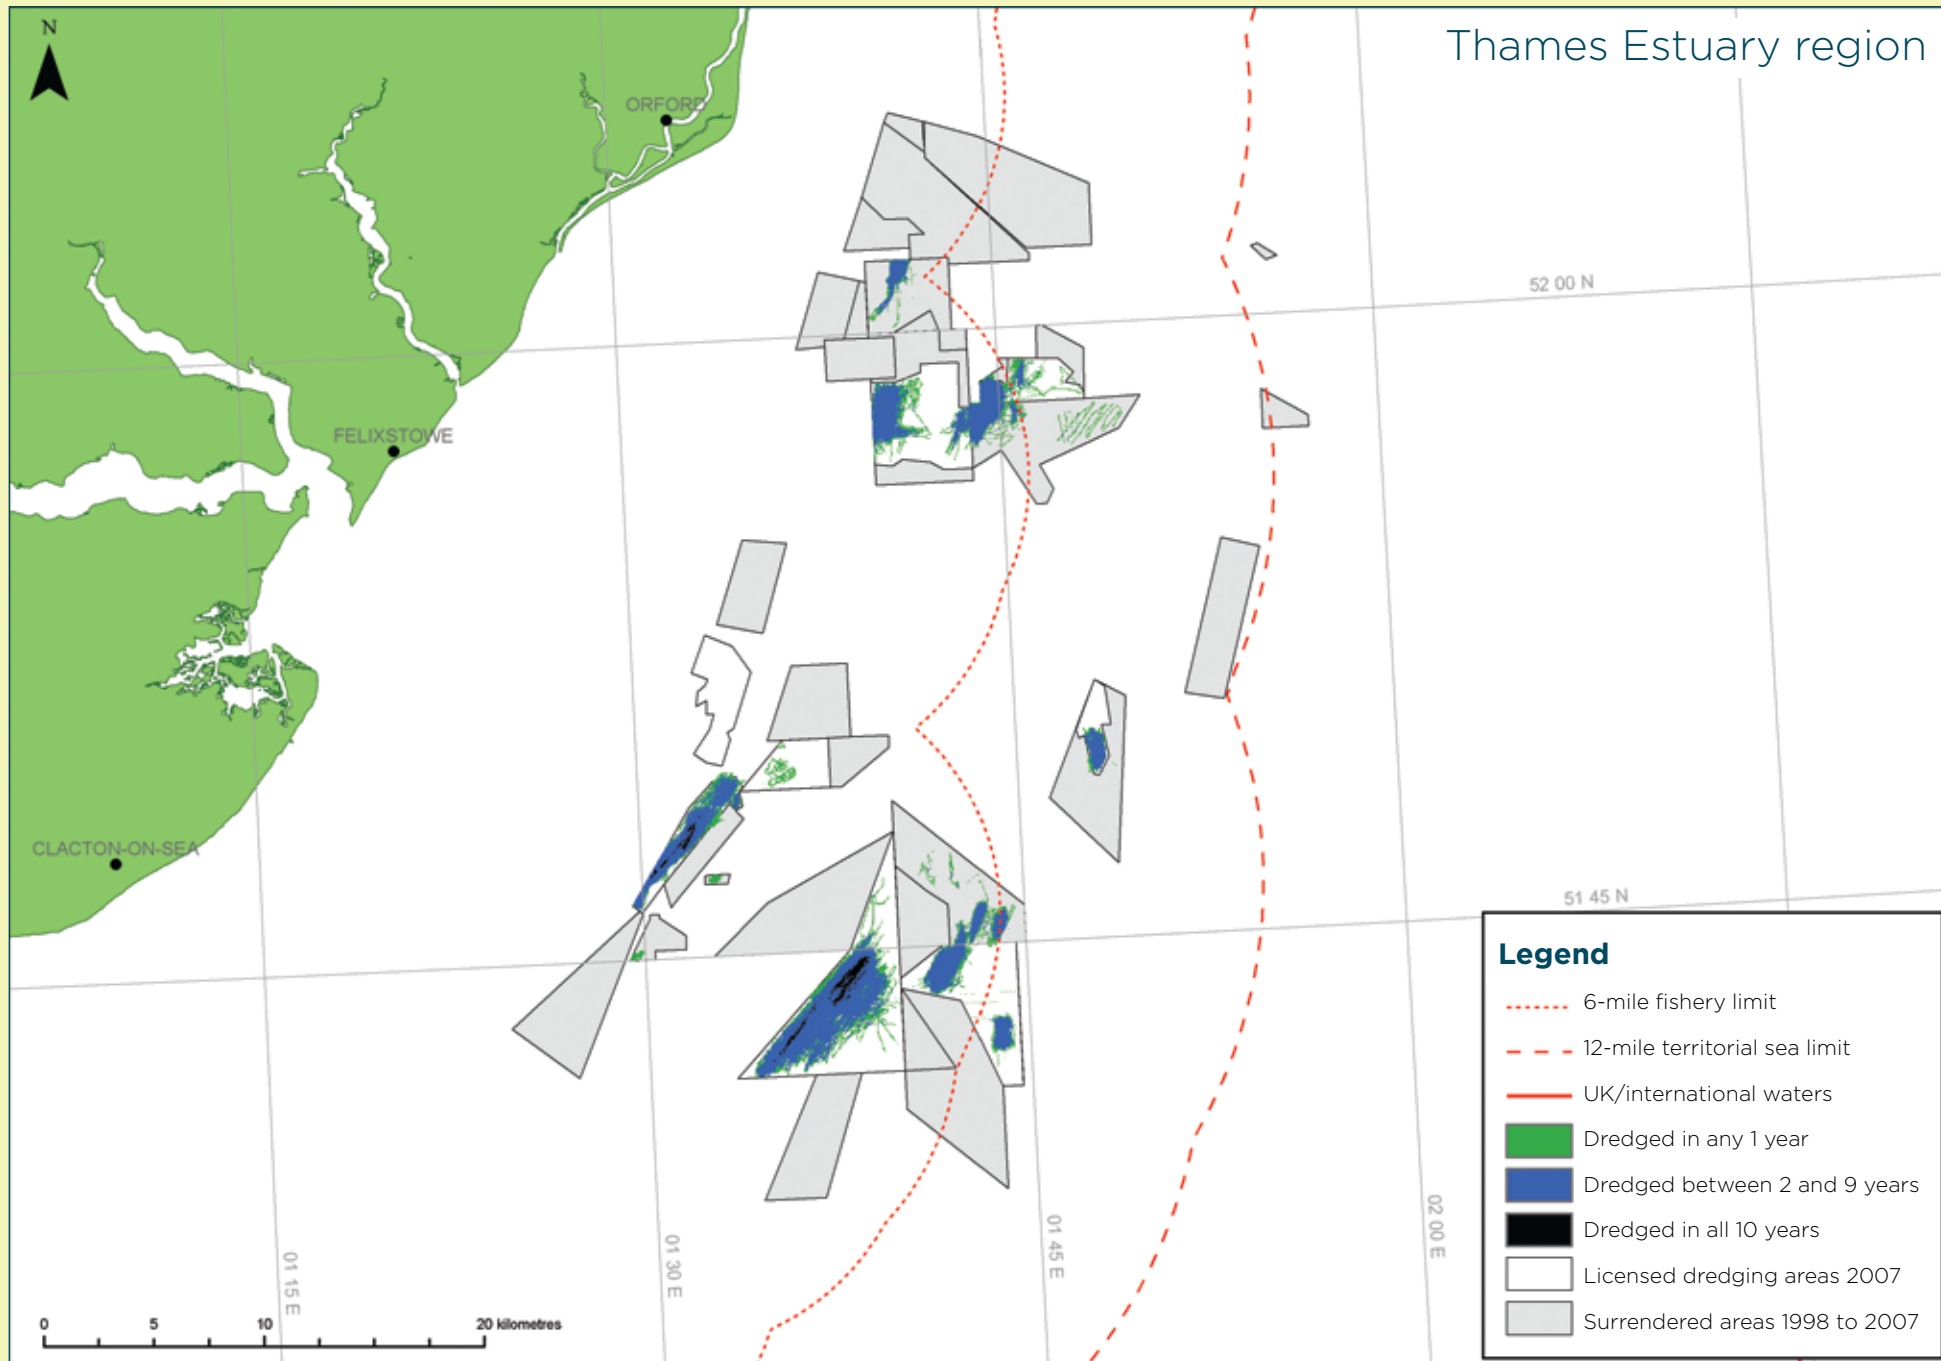 Thames Estuary region
N
ORFORD
52 00 N
FELIXSTOWE
CLACTON-ON-SEA
51 45 N
01 15 E
01 30 E
01 45 E
02 00 E
0 5 10 20 kilometres
Legend
6-mile fishery limit
12-mile territorial sea limit
UK/international waters
Dredged in any 1 year
Dredged between 2 and 9 years
Dredged in all 10 years
Licensed dredging areas 2007
Surrendered areas 1998 to 2007